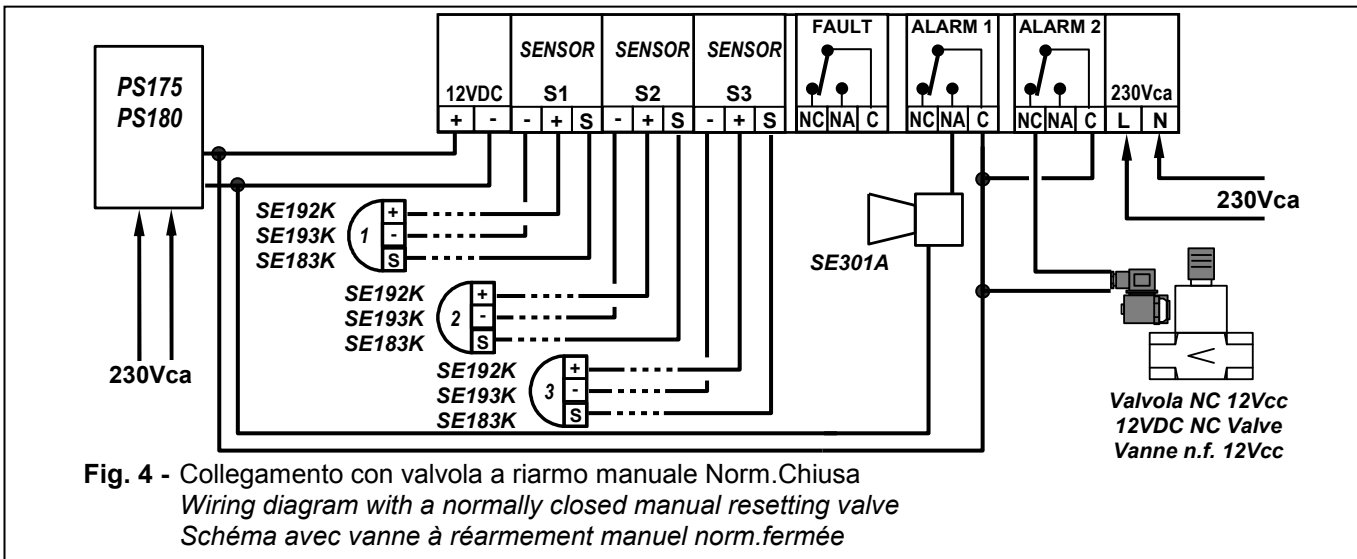 FAULT ALARM 1 ALARM 2
SENSOR SENSOR SENSOR
PS175
PS180
12VDC S1 S2 S3 230Vca
+ - - + S - + S - + S NC NA C NC NA C NC NA C L N
230Vca
SE192K
SE193K
SE183K
1 + - S
SE301A
SE192K
SE193K
SE183K
2 + - S
230Vca
SE192K
SE193K
SE183K
3 + - S
Valvola NC 12Vcc
12VDC NC Valve
Vanne n.f. 12Vcc
Fig. 4 - Collegamento con valvola a riarmo manuale Norm.Chiusa
Wiring diagram with a normally closed manual resetting valve
Schéma avec vanne à réarmement manuel norm.fermée